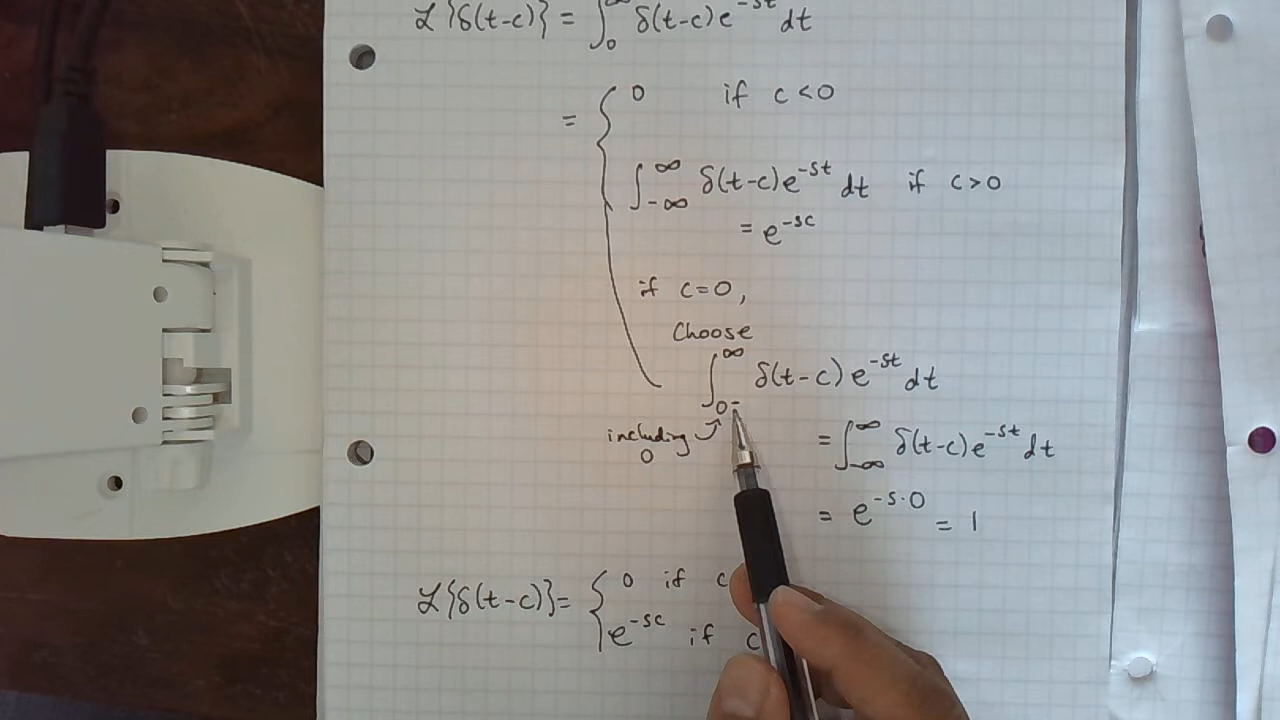 ℒ{δ(t-c)} = ∫₀^∞ δ(t-c) e^{-st} dt
= { 0 if c < 0
∫_{-∞}^{∞} δ(t-c) e^{-st} dt if c > 0
= e^{-sc}
if c = 0,
Choose
∫_{0^-}^{∞} δ(t-c) e^{-st} dt
including
0
= ∫_{-∞}^{∞} δ(t-c) e^{-st} dt
= e^{-s·0} = 1
ℒ{δ(t-c)} = { 0 if c
e^{-sc} if c